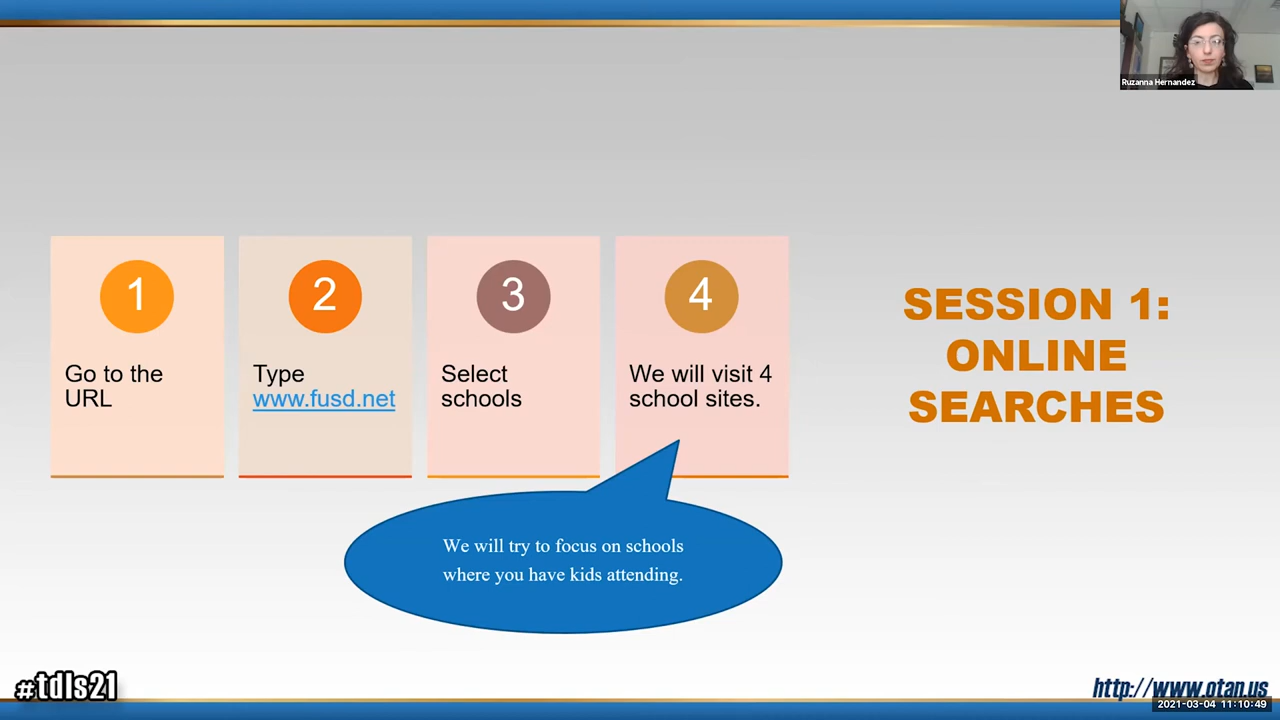 Ruzanna Hernandez
1
Go to the
URL
2
Type
www.fusd.net
3
Select
schools
4
We will visit 4
school sites.
SESSION 1:
ONLINE
SEARCHES
We will try to focus on schools
where you have kids attending.
#tdls21
http://www.otan.us
2021-03-04 11:10:49